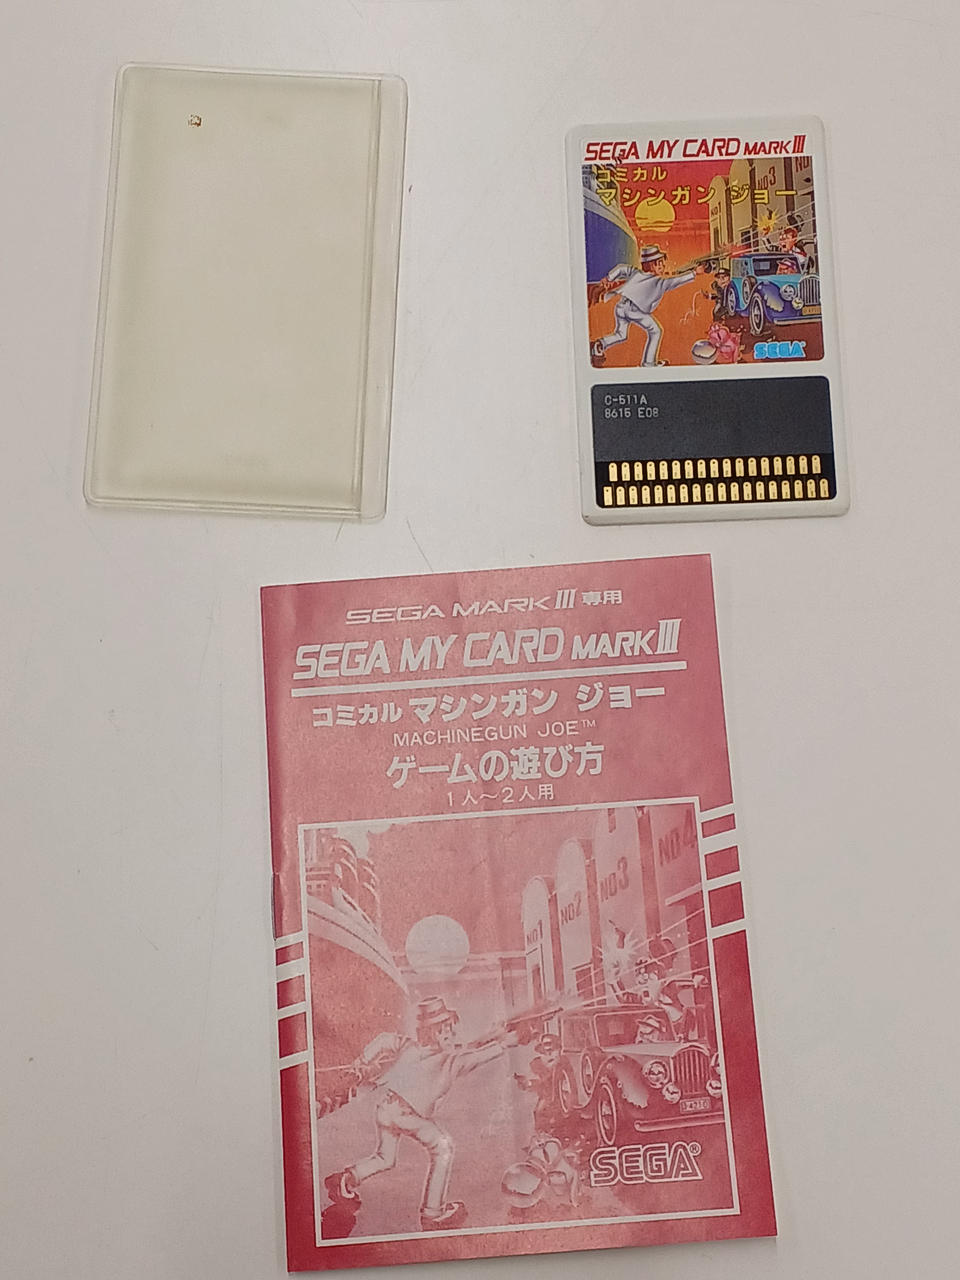 SEGA MY CARD MARK III
コミカル
マシンガン ジョー
NO1
NO3
NO
SEGA
C-511A
8615 E08
SEGA MARK III 専用
SEGA MY CARD MARK III
コミカル マシンガン ジョー
MACHINEGUN JOE™
ゲームの遊び方
1人〜2人用
NO1
NO2
NO3
NO4
SEGA®